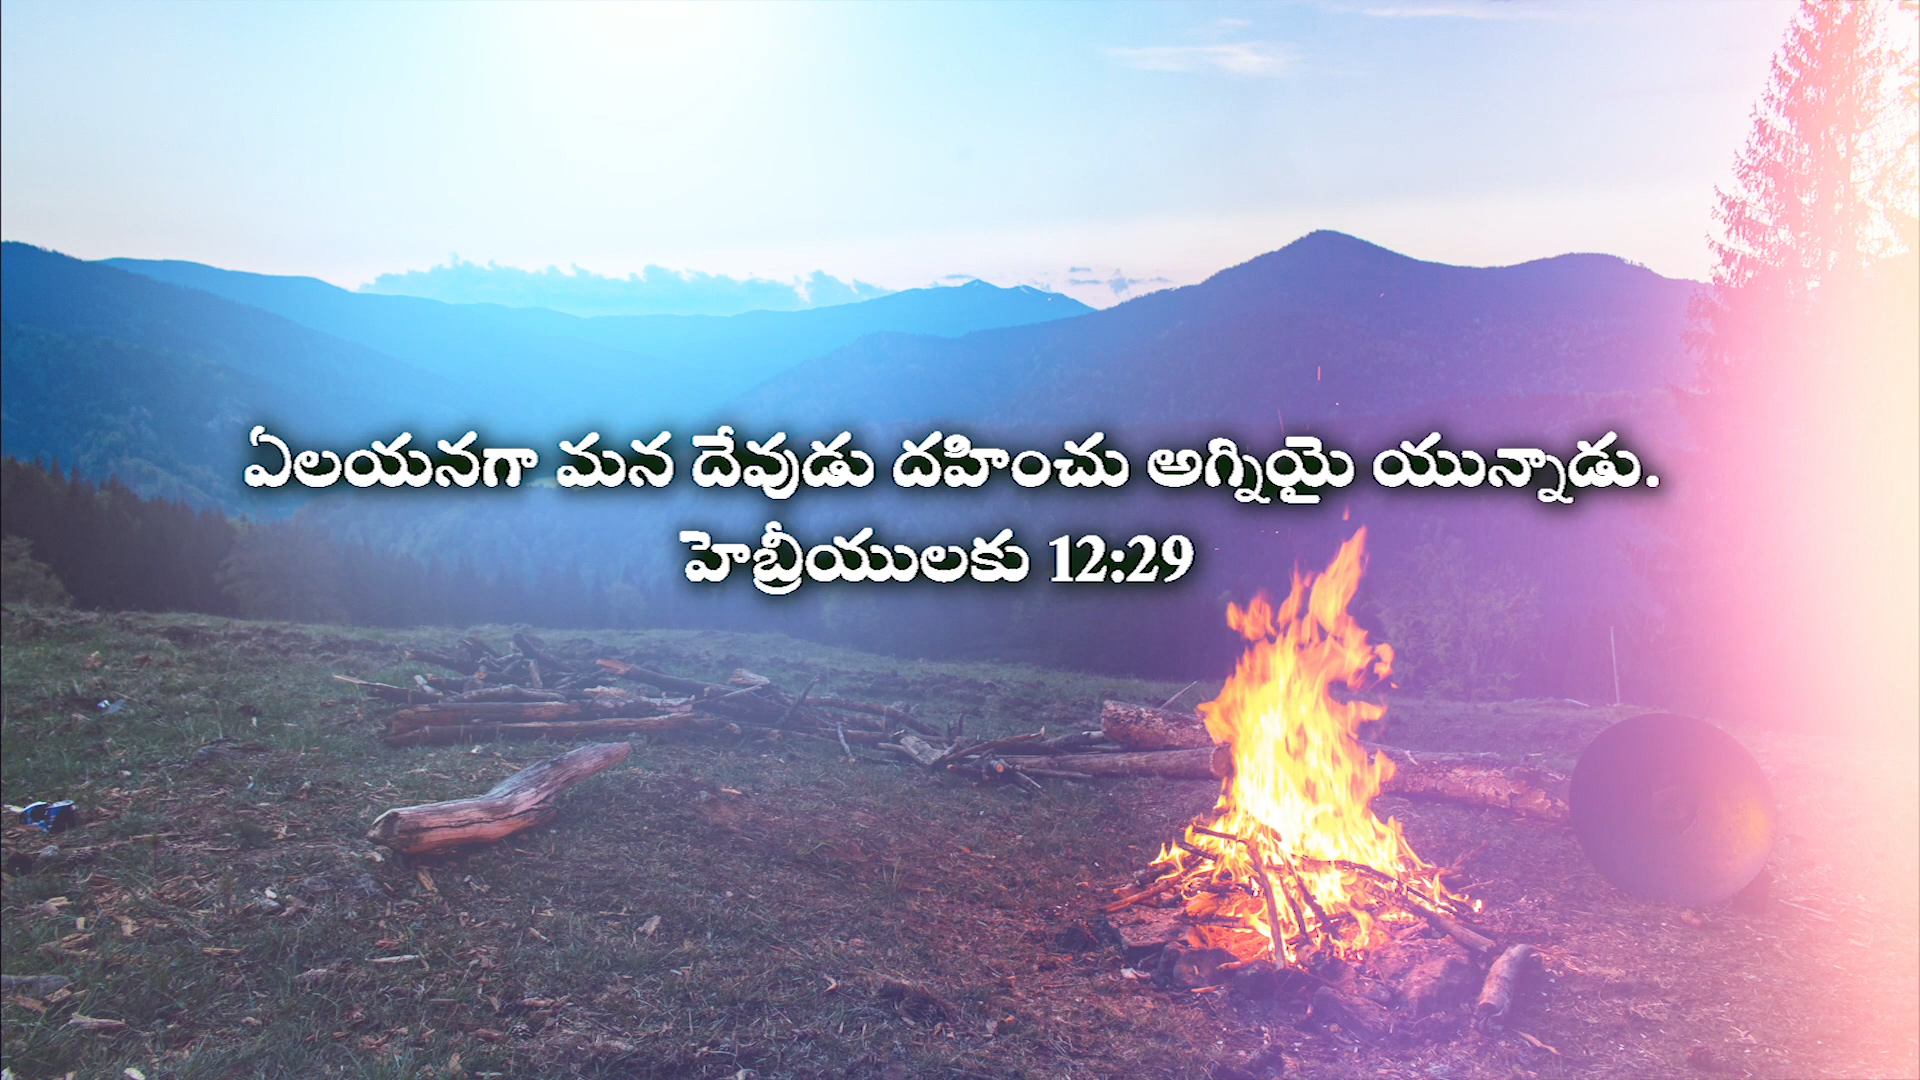 ఏలయనగా మన దేవుడు దహించు అగ్నియై యున్నాడు.
హెబ్రీయులకు 12:29